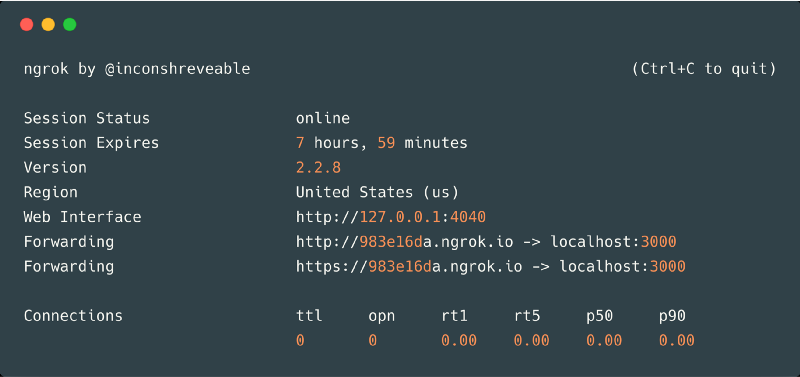 ngrok by @inconshreveable (Ctrl+C to quit)
Session Status online
Session Expires 7 hours, 59 minutes
Version 2.2.8
Region United States (us)
Web Interface http://127.0.0.1:4040
Forwarding http://983e16da.ngrok.io -> localhost:3000
Forwarding https://983e16da.ngrok.io -> localhost:3000
Connections ttl opn rt1 rt5 p50 p90
0 0 0.00 0.00 0.00 0.00